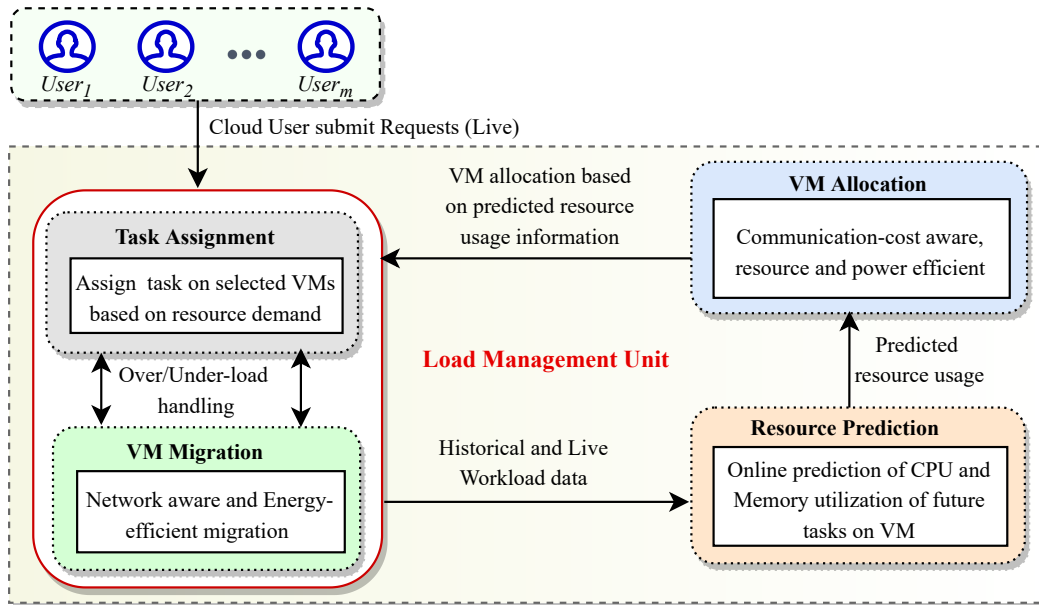 User1 User2 ••• Userm
Cloud User submit Requests (Live)
Task Assignment
Assign task on selected VMs
based on resource demand
Over/Under-load
handling
VM Migration
Network aware and Energy-
efficient migration
VM allocation based
on predicted resource
usage information
Load Management Unit
Historical and Live
Workload data
VM Allocation
Communication-cost aware,
resource and power efficient
Predicted
resource usage
Resource Prediction
Online prediction of CPU and
Memory utilization of future
tasks on VM